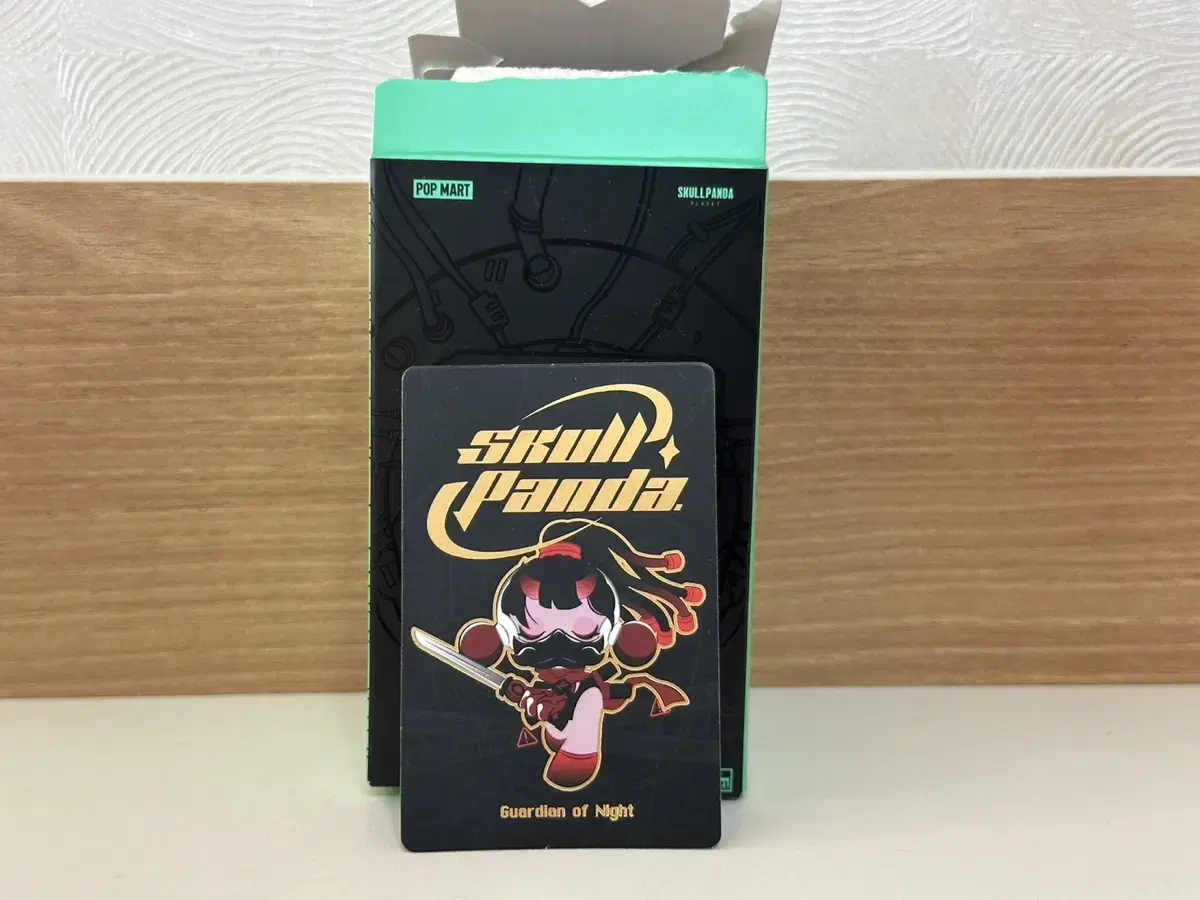 POP MART
SKULLPANDA
PLANET
Skull
Panda.
Guardian of Night